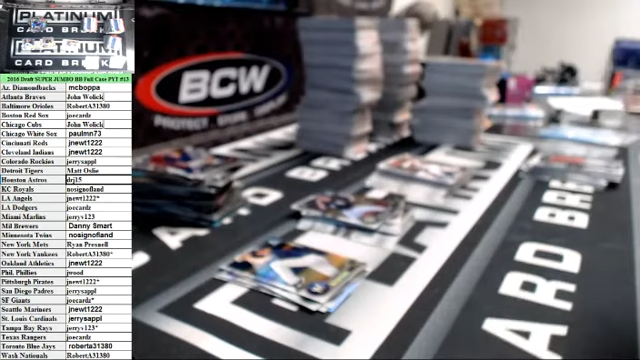 PLATINUM
CARD BREAKS
PLATINUM
CARD BREAKS
2016 Draft SUPER JUMBO BB Full Case PYT #13
Az. Diamondbacks mcboppa
Atlanta Braves John Wolick
Baltimore Orioles RobertA31380
Boston Red Sox joecardz
Chicago Cubs John Wolick
Chicago White Sox paulmn73
Cincinnati Reds jnewt1222
Cleveland Indians jnewt1222
Colorado Rockies jerrysappl
Detroit Tigers Matt Oslie
Houston Astros drj15
KC Royals nosignofland
LA Angels jnewt1222*
LA Dodgers joecardz
Miami Marlins jerrys123
Mil Brewers Danny Smart
Minnesota Twins nosignofland
New York Mets Ryan Presnell
New York Yankees RobertA31380*
Oakland Athletics jnewt1222
Phil. Phillies jrood
Pittsburgh Pirates jnewt1222*
San Diego Padres jerrysappl
SF Giants joecardz*
Seattle Mariners jnewt1222
St. Louis Cardinals jerrysappl
Tampa Bay Rays jerrys123*
Texas Rangers joecardz
Toronto Blue Jays roberta31380
Wash Nationals RobertA31380
BCW
CARD BRE
ARD BRE